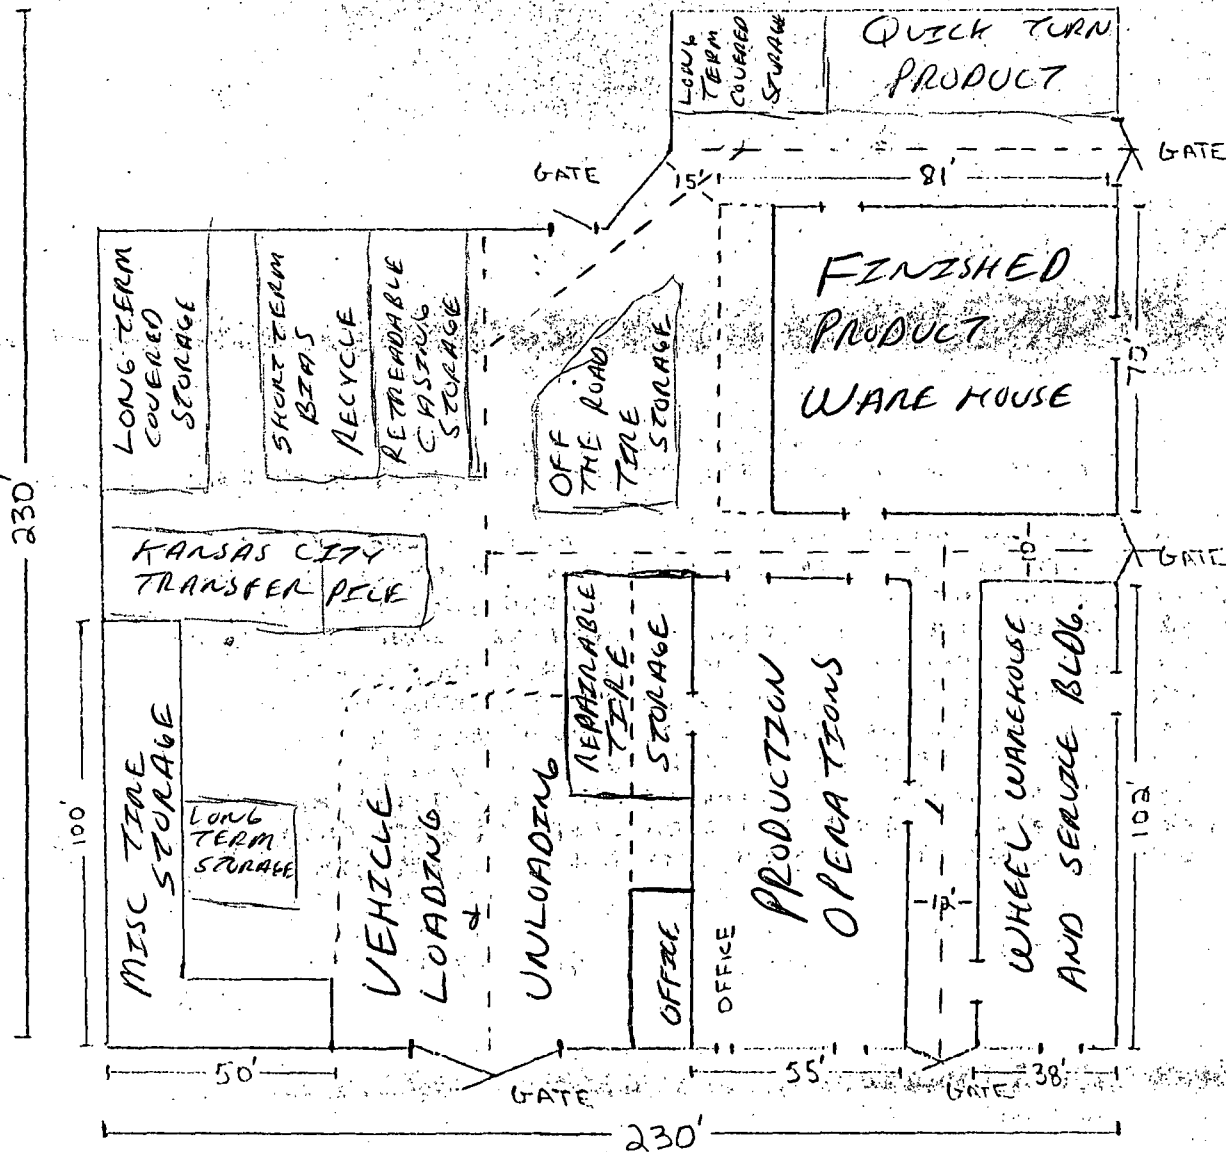 LONG
TERM
COVERED
STORAGE
QUICK TURN
PRODUCT
GATE
GATE
15'
81'
LONG TERM
COVERED
STORAGE
SHORT TERM
BIAS
RECYCLE
RETREADABLE
CASING
STORAGE
OFF
THE ROAD
TIRE
STORAGE
FINISHED
PRODUCT
WARE HOUSE
70'
230'
KANSAS CITY
TRANSFER PILE
10'
GATE
REPAIRABLE
TIRE
STORAGE
PRODUCTION
OPERATIONS
WHEEL WAREHOUSE
AND SERVICE BLDG.
102'
100'
MISC TIRE
STORAGE
LONG
TERM
STORAGE
VEHICLE
LOADING
&
UNLOADING
OFFICE
OFFICE
12'
50'
GATE
55'
GATE
38'
230'